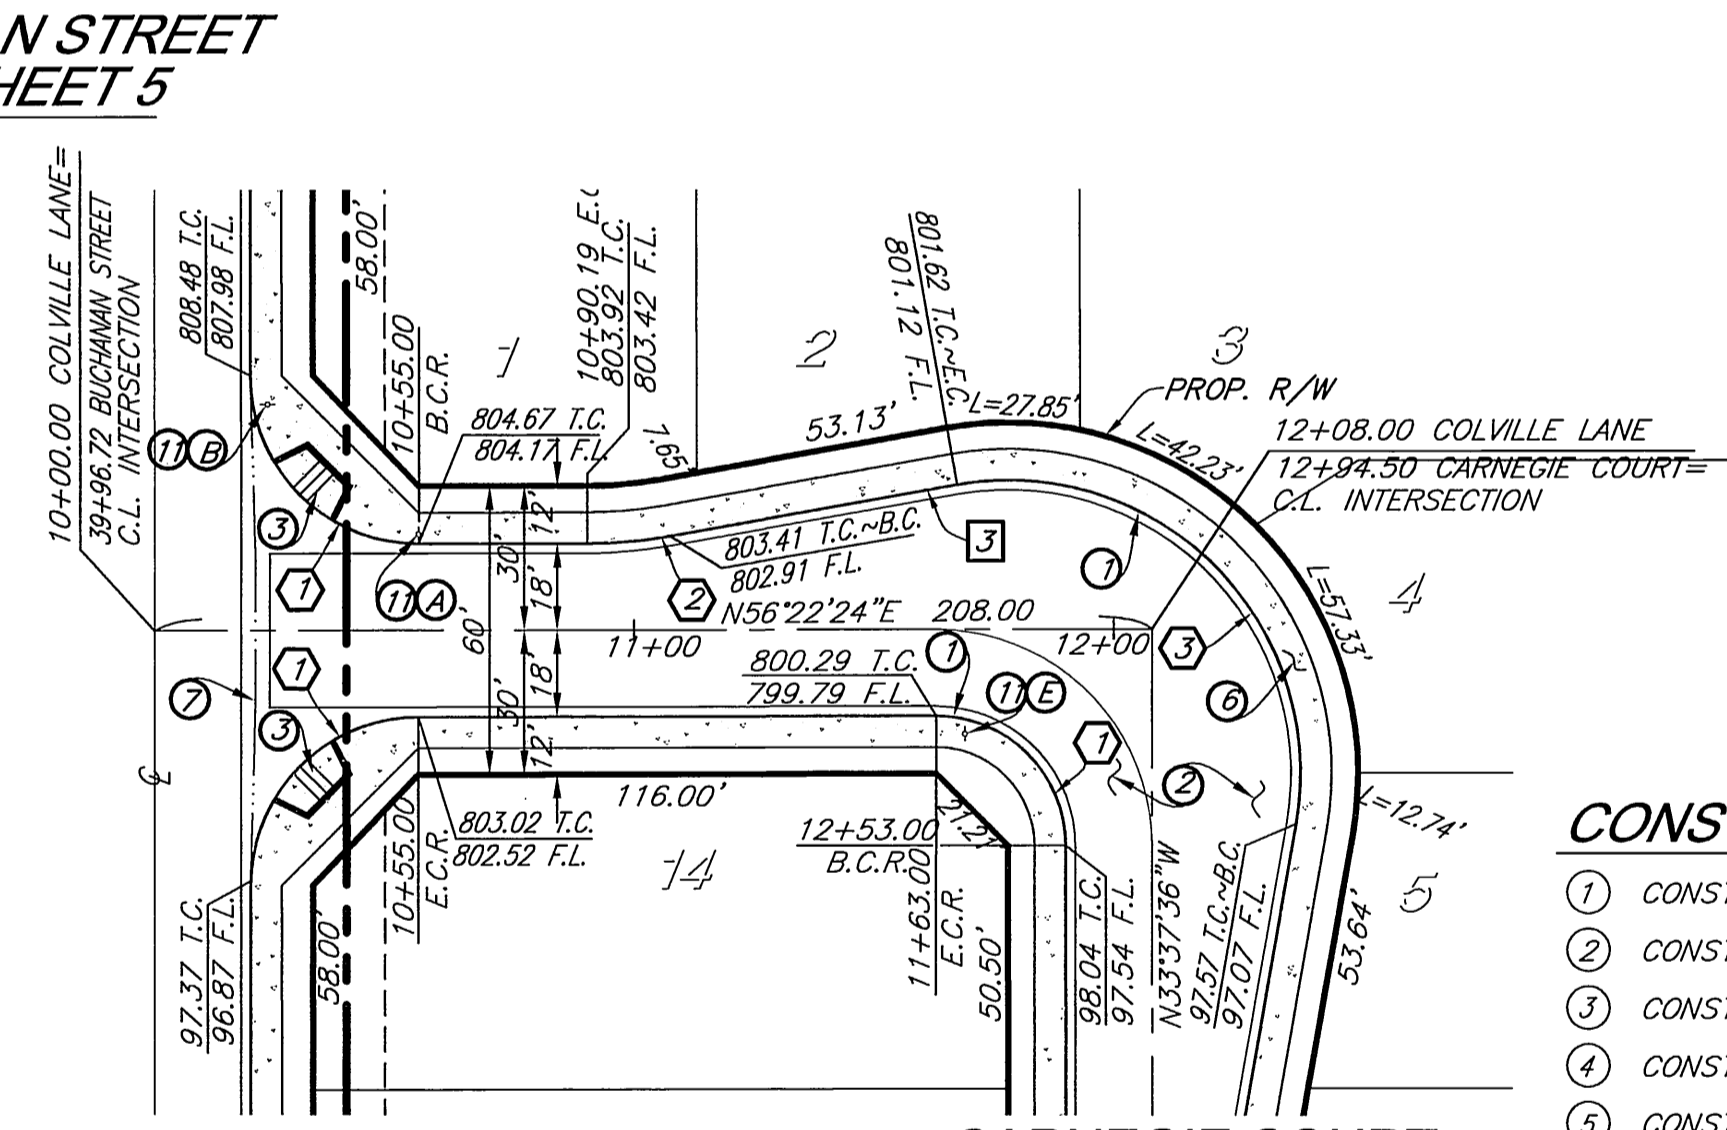 N STREET
HEET 5
10+00.00 COLVILLE LANE=
39+96.72 BUCHANAN STREET
C.L. INTERSECTION
808.48 T.C.
807.98 F.L.
58.00'
10+55.00
B.C.R.
1
10+90.19 E.C
803.92 T.C.
803.42 F.L.
2
801.62 T.C.~E.C.
801.12 F.L.
3
PROP. R/W
L=27.85'
L=42.23'
12+08.00 COLVILLE LANE
12+94.50 CARNEGIE COURT=
C.L. INTERSECTION
804.67 T.C.
804.17 F.L.
1.65'
53.13'
11 B
3
1
11 A
12'
30'
18'
60'
803.41 T.C.~B.C.
802.91 F.L.
2
3
1
L=57.33'
4
N56°22'24"E 208.00
11+00
12+00
3
1
7
3
18'
30'
12'
800.29 T.C.
799.79 F.L.
1
11 E
6
1
2
℄
116.00'
21.21'
L=12.74'
803.02 T.C.
802.52 F.L.
10+55.00
E.C.R.
14
12+53.00
B.C.R.
11+63.00
E.C.R.
50.50'
98.04 T.C.
97.54 F.L.
N33°37'36"W
97.57 T.C.~B.C.
97.07 F.L.
53.64'
5
97.37 T.C.
96.87 F.L.
58.00'
CONS
1 CONST
2 CONST
3 CONST
4 CONST
5 CONST
CARNEGIE COURT